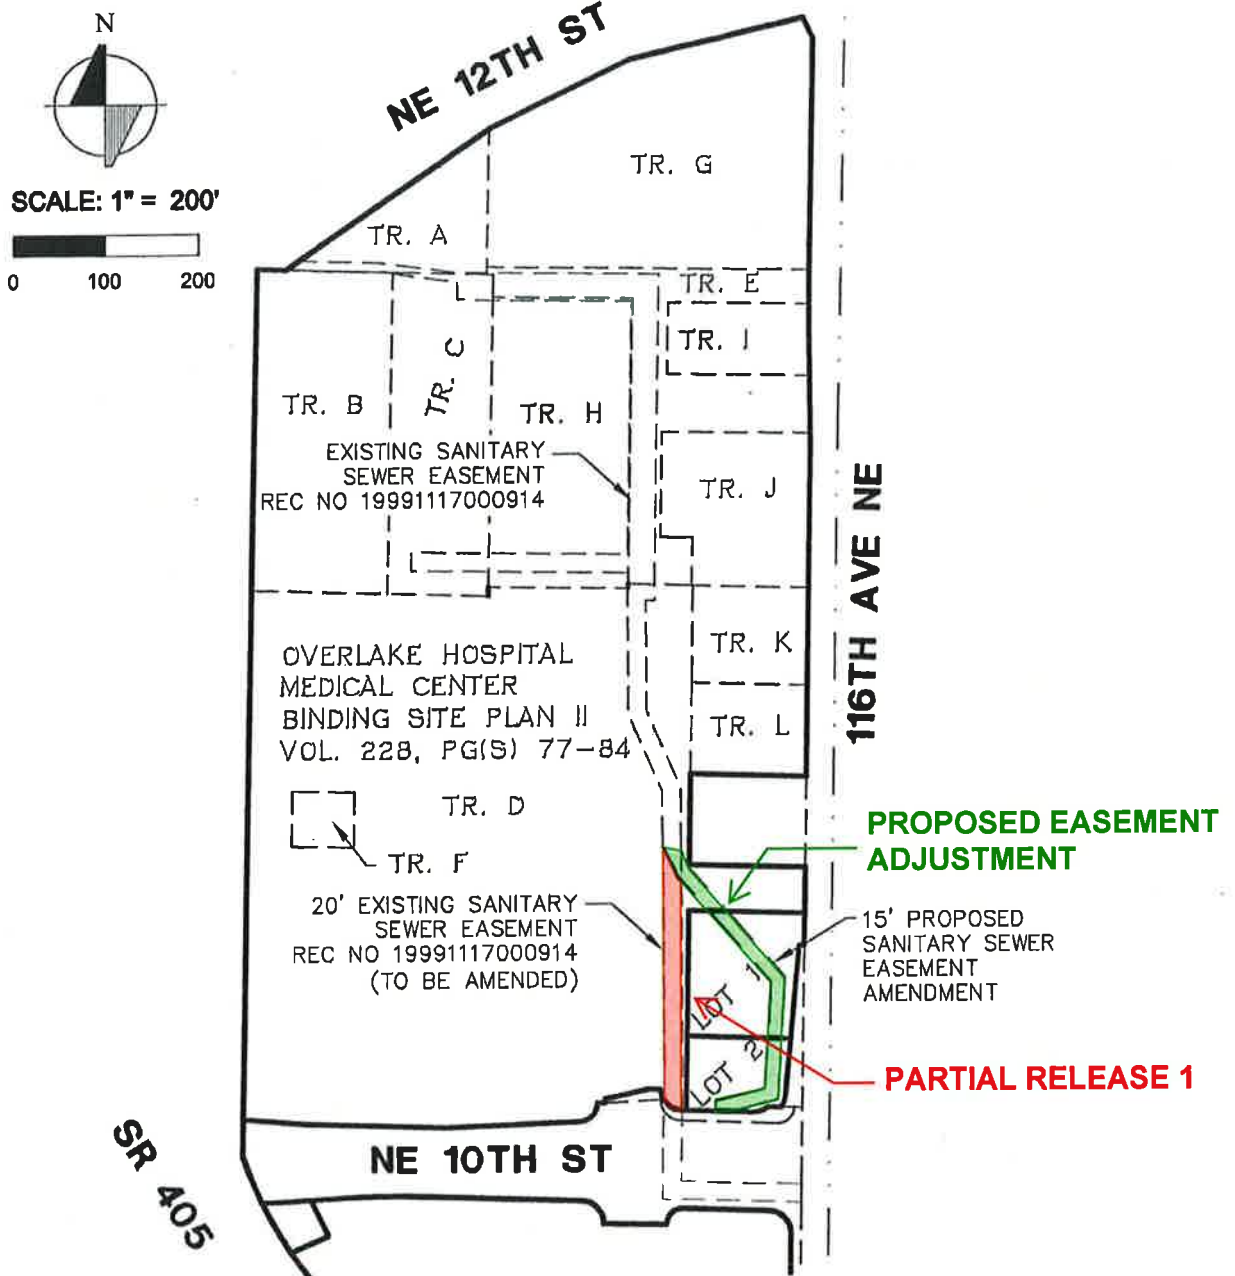 N
SCALE: 1" = 200'
0 100 200
NE 12TH ST
TR. G
TR. A
TR. E
TR. I
TR. C
TR. B
TR. H
EXISTING SANITARY
SEWER EASEMENT
REC NO 19991117000914
TR. J
116TH AVE NE
TR. K
OVERLAKE HOSPITAL
MEDICAL CENTER
BINDING SITE PLAN II
VOL. 228, PG(S) 77-84
TR. L
TR. D
TR. F
PROPOSED EASEMENT
ADJUSTMENT
20' EXISTING SANITARY
SEWER EASEMENT
REC NO 19991117000914
(TO BE AMENDED)
15' PROPOSED
SANITARY SEWER
EASEMENT
AMENDMENT
LOT 1
LOT 2
PARTIAL RELEASE 1
NE 10TH ST
SR 405